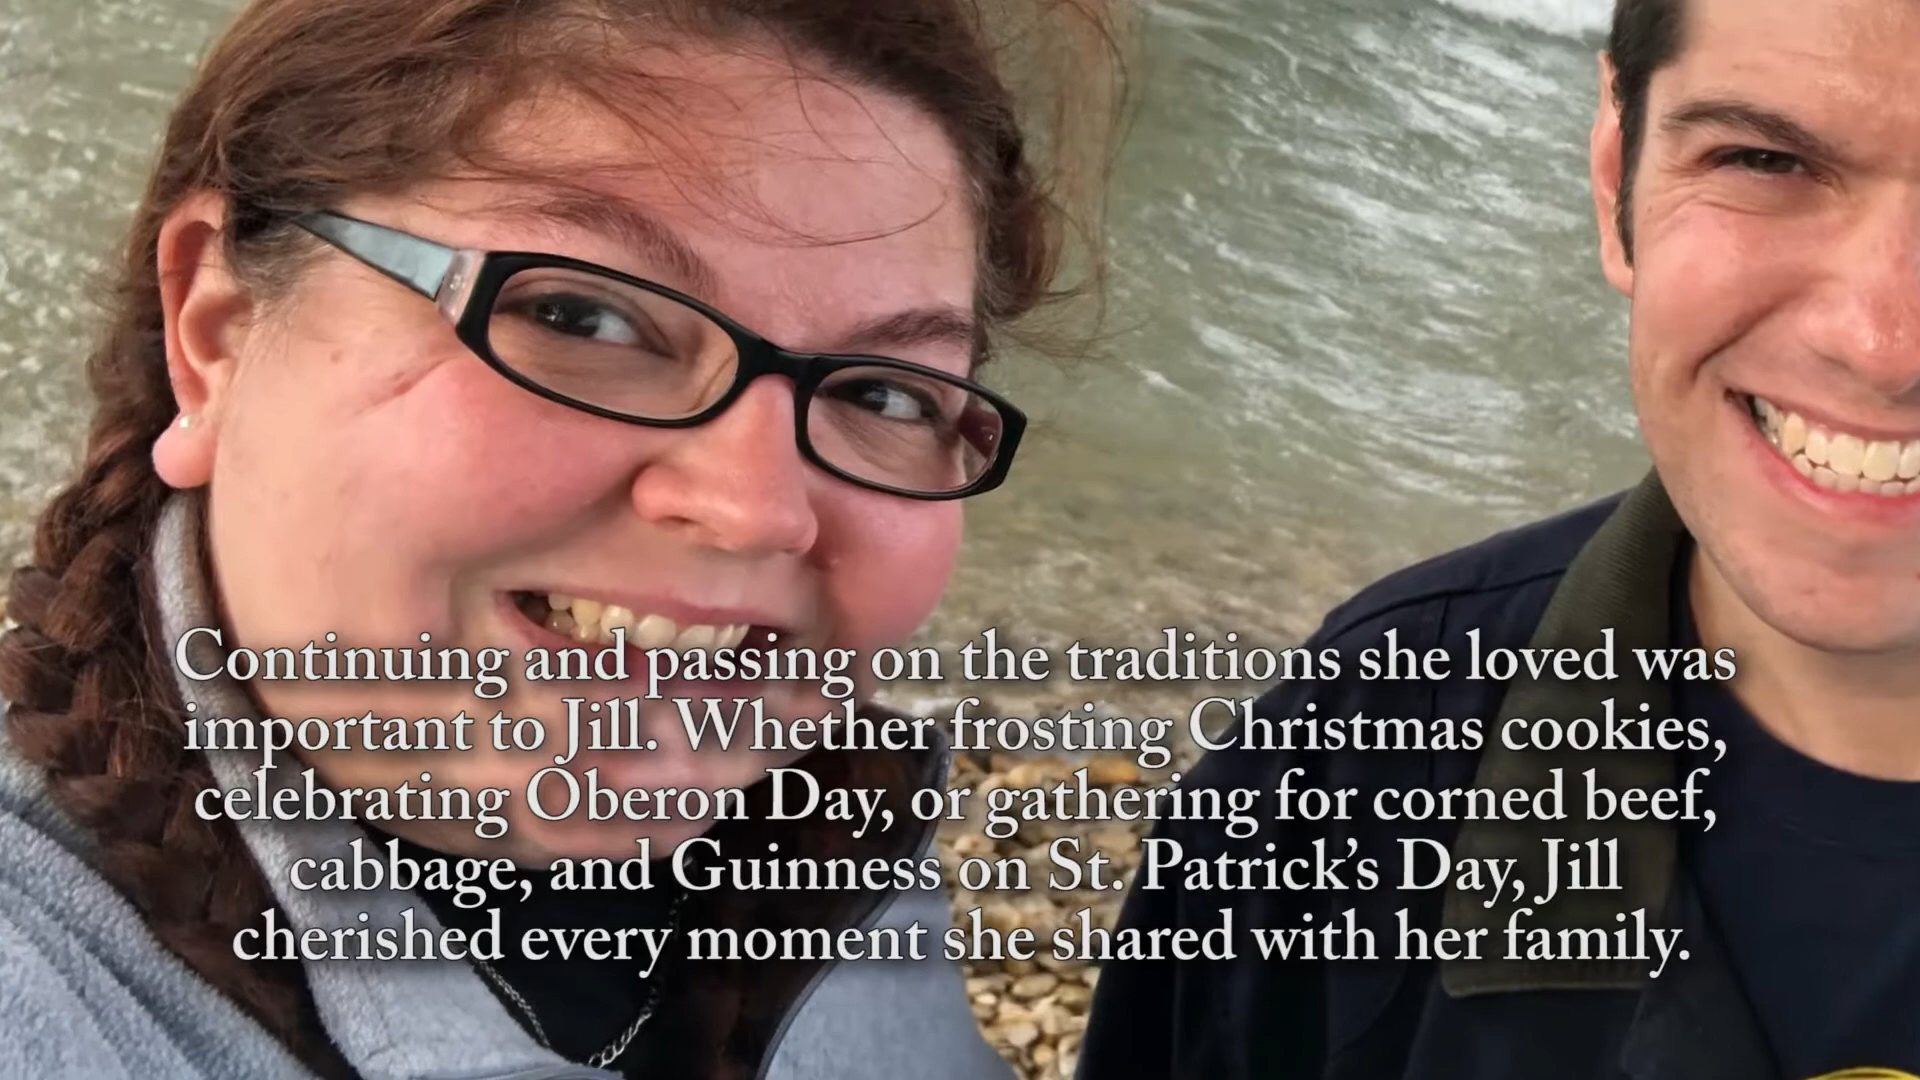 Continuing and passing on the traditions she loved was
important to Jill. Whether frosting Christmas cookies,
celebrating Oberon Day, or gathering for corned beef,
cabbage, and Guinness on St. Patrick’s Day, Jill
cherished every moment she shared with her family.